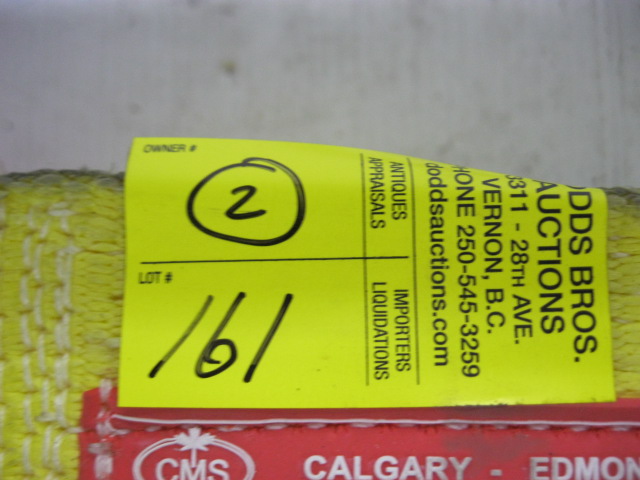 OWNER #
2
LOT #
161
ANTIQUES
APPRAISALS
IMPORTERS
LIQUIDATIONS
ODDS BROS.
AUCTIONS
3311 - 28TH AVE.
VERNON, B.C.
PHONE 250-545-3259
doddsauctions.com
CMS
CALGARY - EDMON